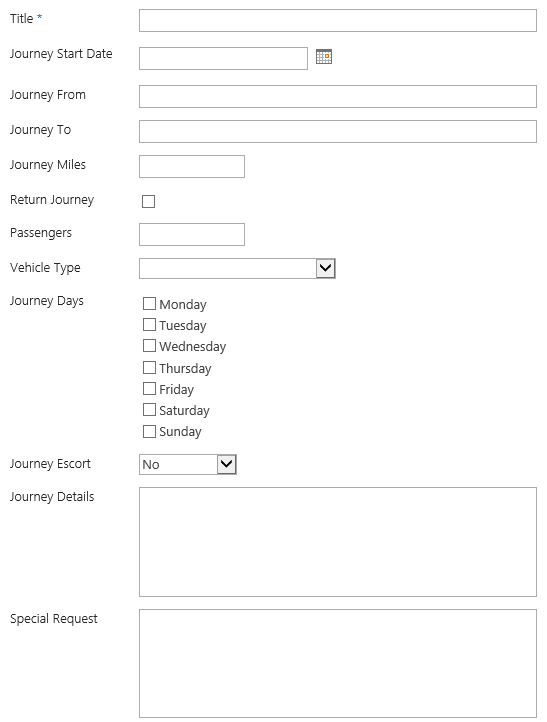 Title *
Journey Start Date
Journey From
Journey To
Journey Miles
Return Journey
Passengers
Vehicle Type
Journey Days
Monday
Tuesday
Wednesday
Thursday
Friday
Saturday
Sunday
Journey Escort No
Journey Details
Special Request